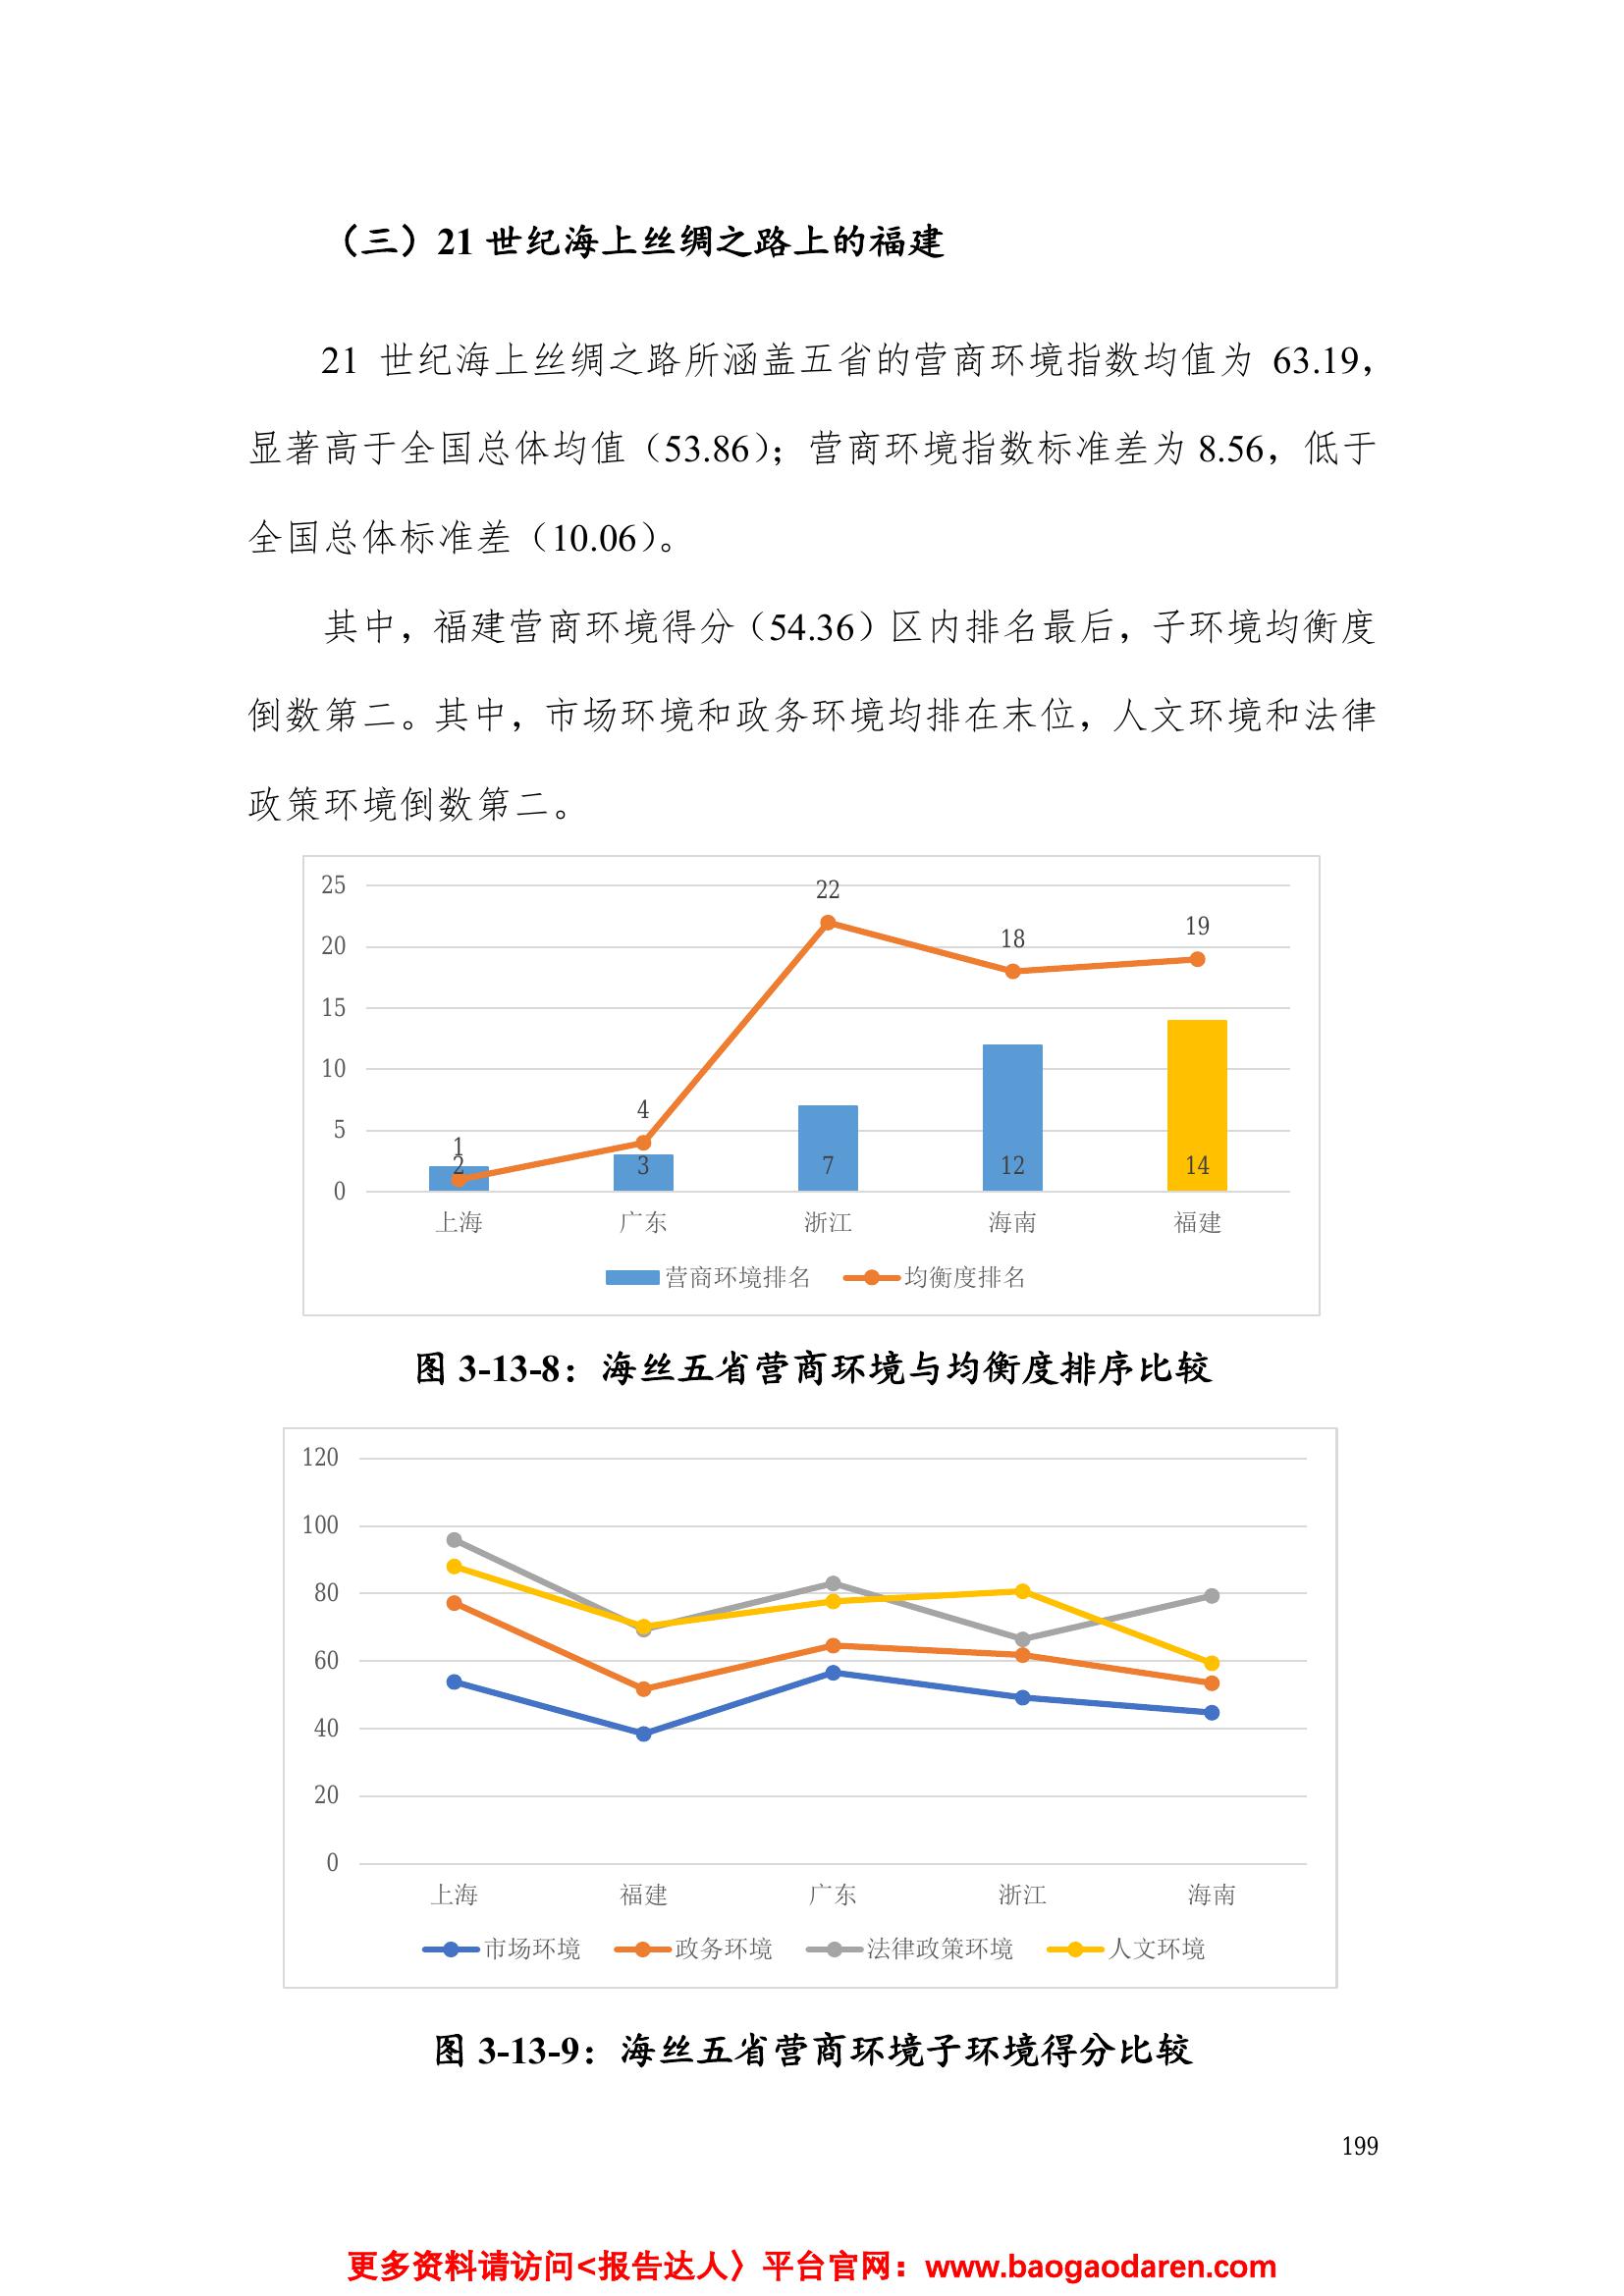 （三）21 世纪海上丝绸之路上的福建
21 世纪海上丝绸之路所涵盖五省的营商环境指数均值为 63.19，
显著高于全国总体均值（53.86）；营商环境指数标准差为 8.56，低于
全国总体标准差（10.06）。
其中，福建营商环境得分（54.36）区内排名最后，子环境均衡度
倒数第二。其中，市场环境和政务环境均排在末位，人文环境和法律
政策环境倒数第二。
25
20
15
10
5
0
22
18
19
4
1
2
3
7
12
14
上海 广东 浙江 海南 福建
营商环境排名 均衡度排名
图 3-13-8：海丝五省营商环境与均衡度排序比较
120
100
80
60
40
20
0
上海 福建 广东 浙江 海南
市场环境 政务环境 法律政策环境 人文环境
图 3-13-9：海丝五省营商环境子环境得分比较
199
更多资料请访问<报告达人〉平台官网：www.baogaodaren.com